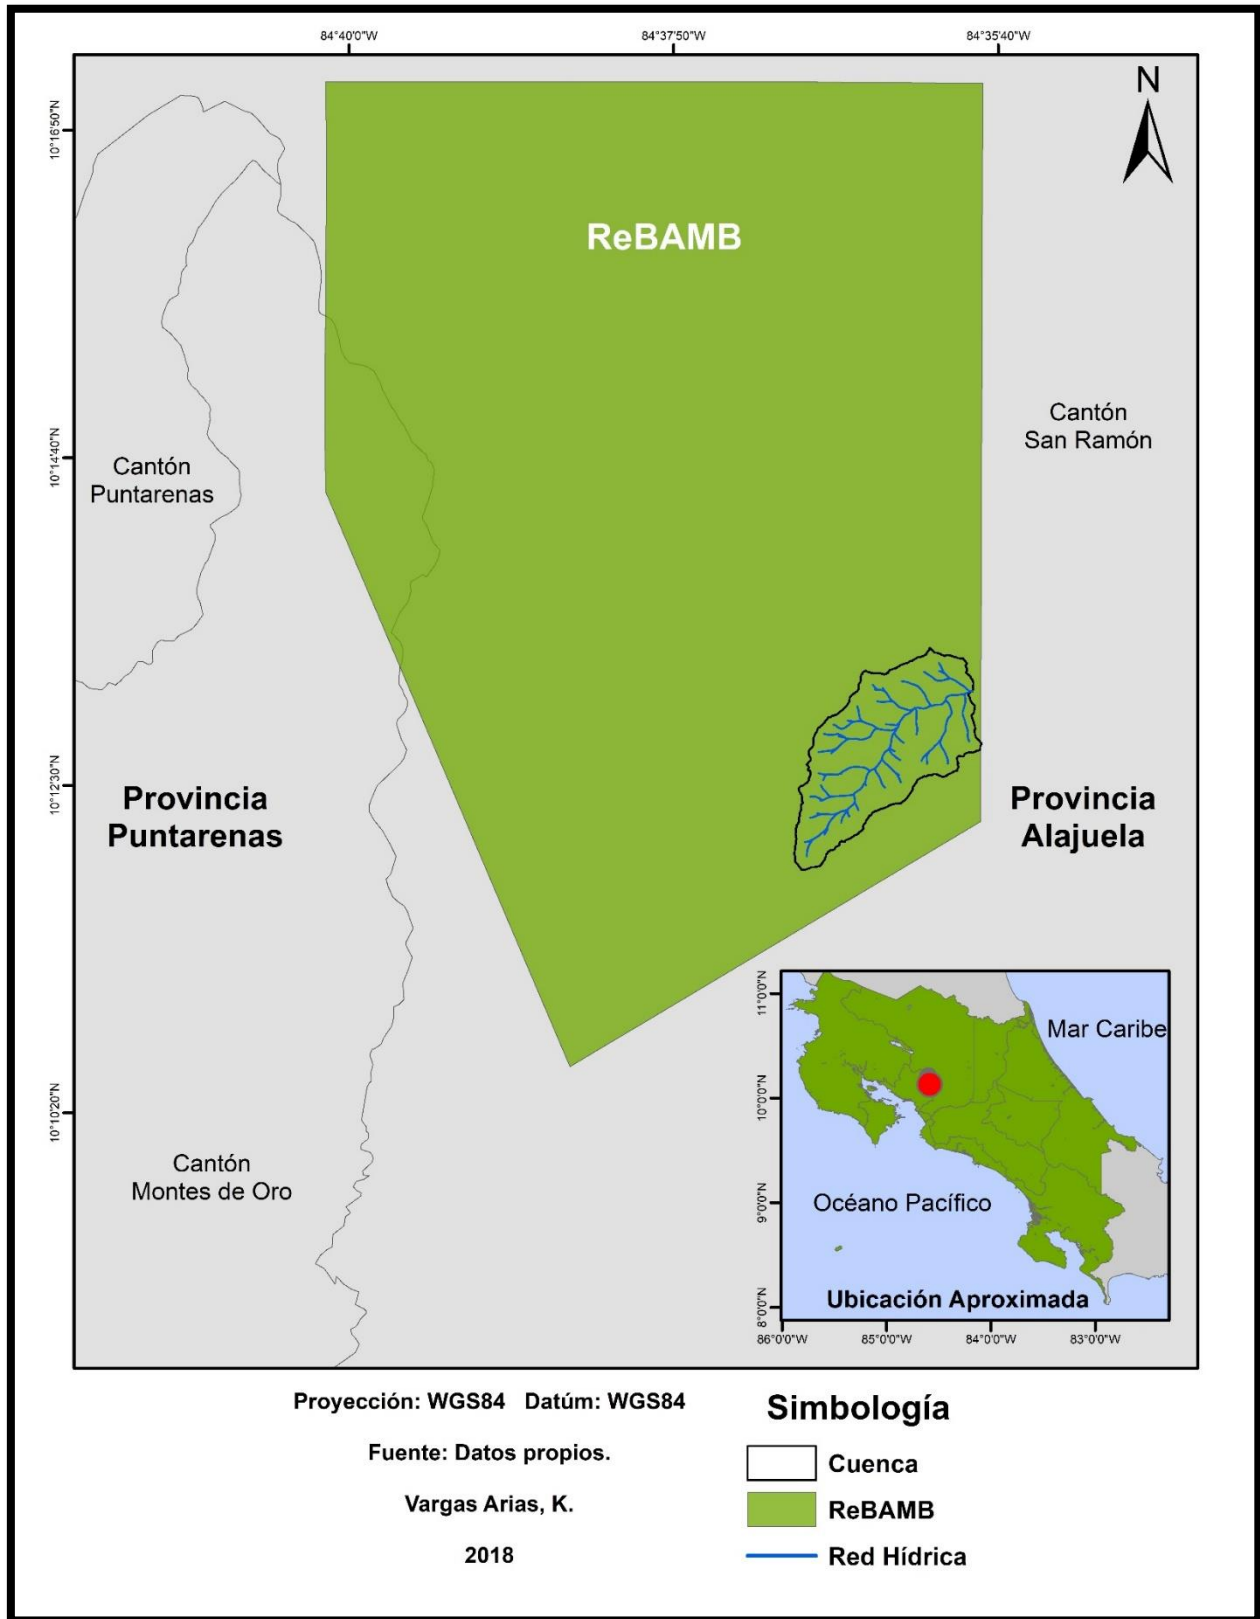 84°40'0"W
84°37'50"W
84°35'40"W
N
10°16'50"N
ReBAMB
Cantón
San Ramón
10°14'40"N
Cantón
Puntarenas
10°12'30"N
Provincia
Puntarenas
Provincia
Alajuela
10°10'20"N
Cantón
Montes de Oro
11°0'0"N
Mar Caribe
10°0'0"N
9°0'0"N
Océano Pacífico
8°0'0"N
Ubicación Aproximada
86°0'0"W
85°0'0"W
84°0'0"W
83°0'0"W
Proyección: WGS84 Datúm: WGS84
Fuente: Datos propios.
Vargas Arias, K.
2018
Simbología
Cuenca
ReBAMB
Red Hídrica